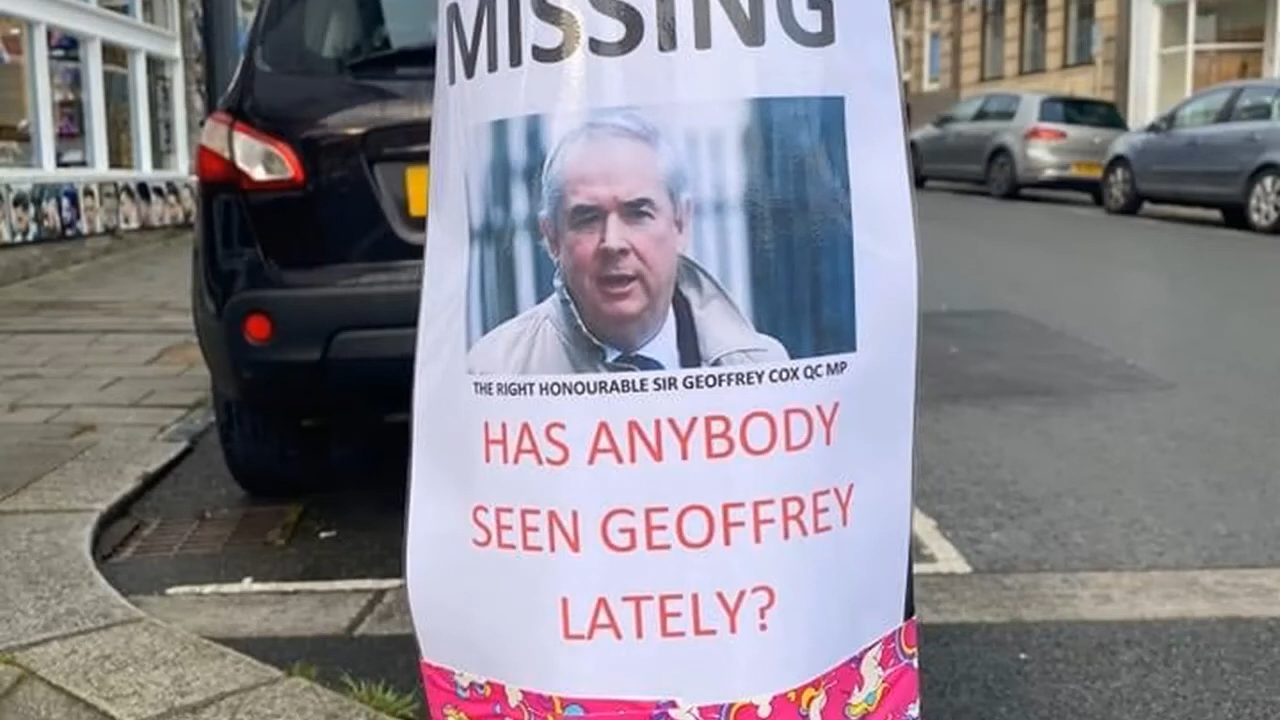 MISSING
THE RIGHT HONOURABLE SIR GEOFFREY COX QC MP
HAS ANYBODY
SEEN GEOFFREY
LATELY?